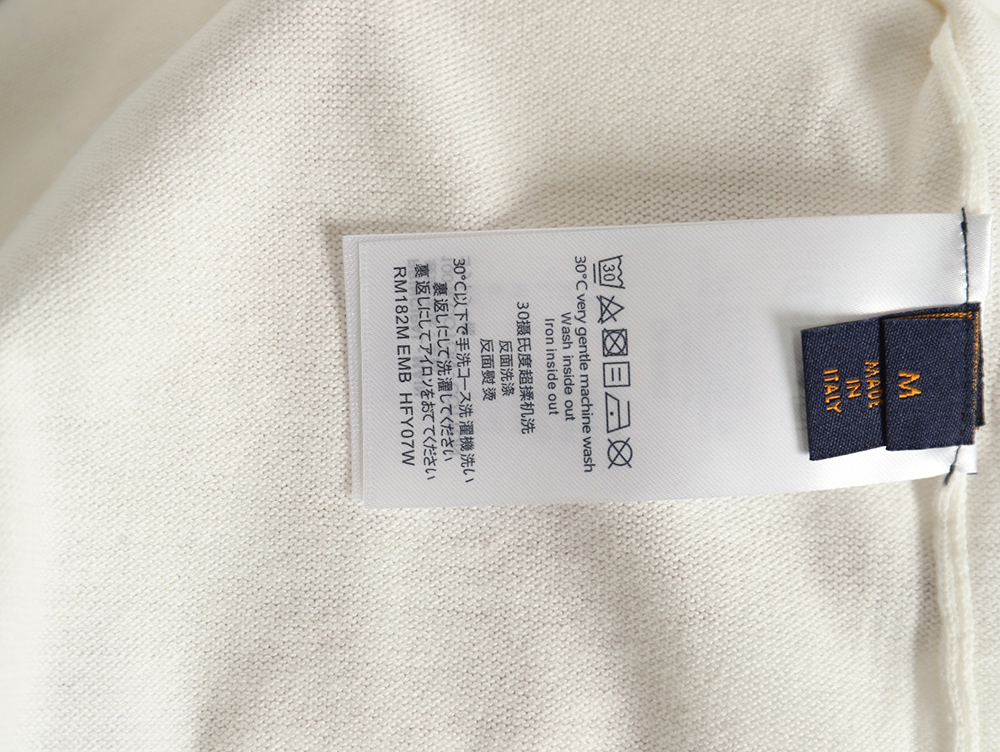 M
MADE
IN
ITALY
30
30°C very gentle machine wash
Wash inside out
Iron inside out
30摄氏度超揉机洗
反面洗涤
反面熨烫
30°C以下で手洗コース洗濯機洗い
裏返しにして洗濯してください
裏返しにしてアイロンをおててください
RM182M EMB HFY07W